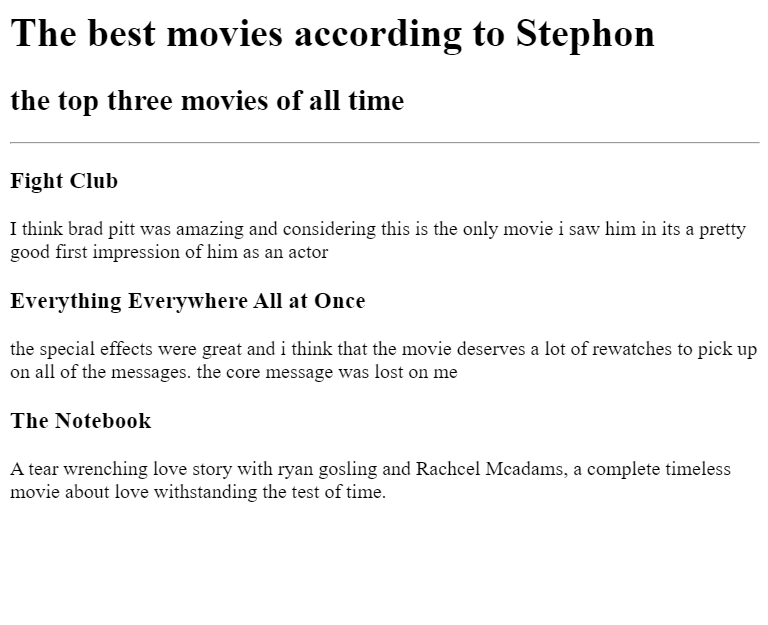 The best movies according to Stephon
the top three movies of all time
Fight Club
I think brad pitt was amazing and considering this is the only movie i saw him in its a pretty
good first impression of him as an actor
Everything Everywhere All at Once
the special effects were great and i think that the movie deserves a lot of rewatches to pick up
on all of the messages. the core message was lost on me
The Notebook
A tear wrenching love story with ryan gosling and Rachcel Mcadams, a complete timeless
movie about love withstanding the test of time.